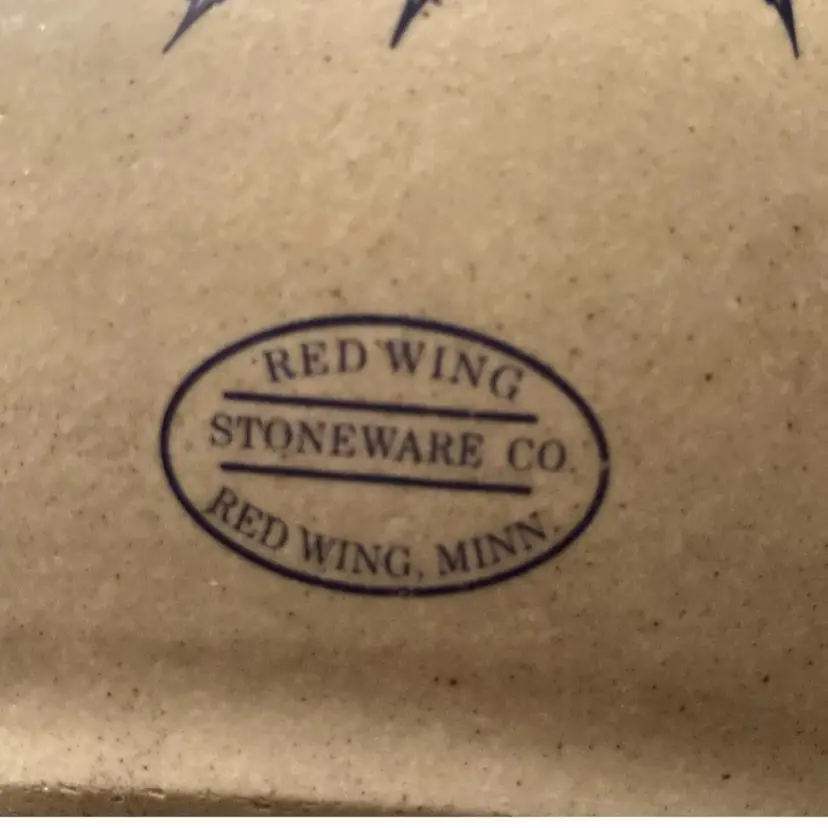 RED WING
STONEWARE CO.
RED WING, MINN.